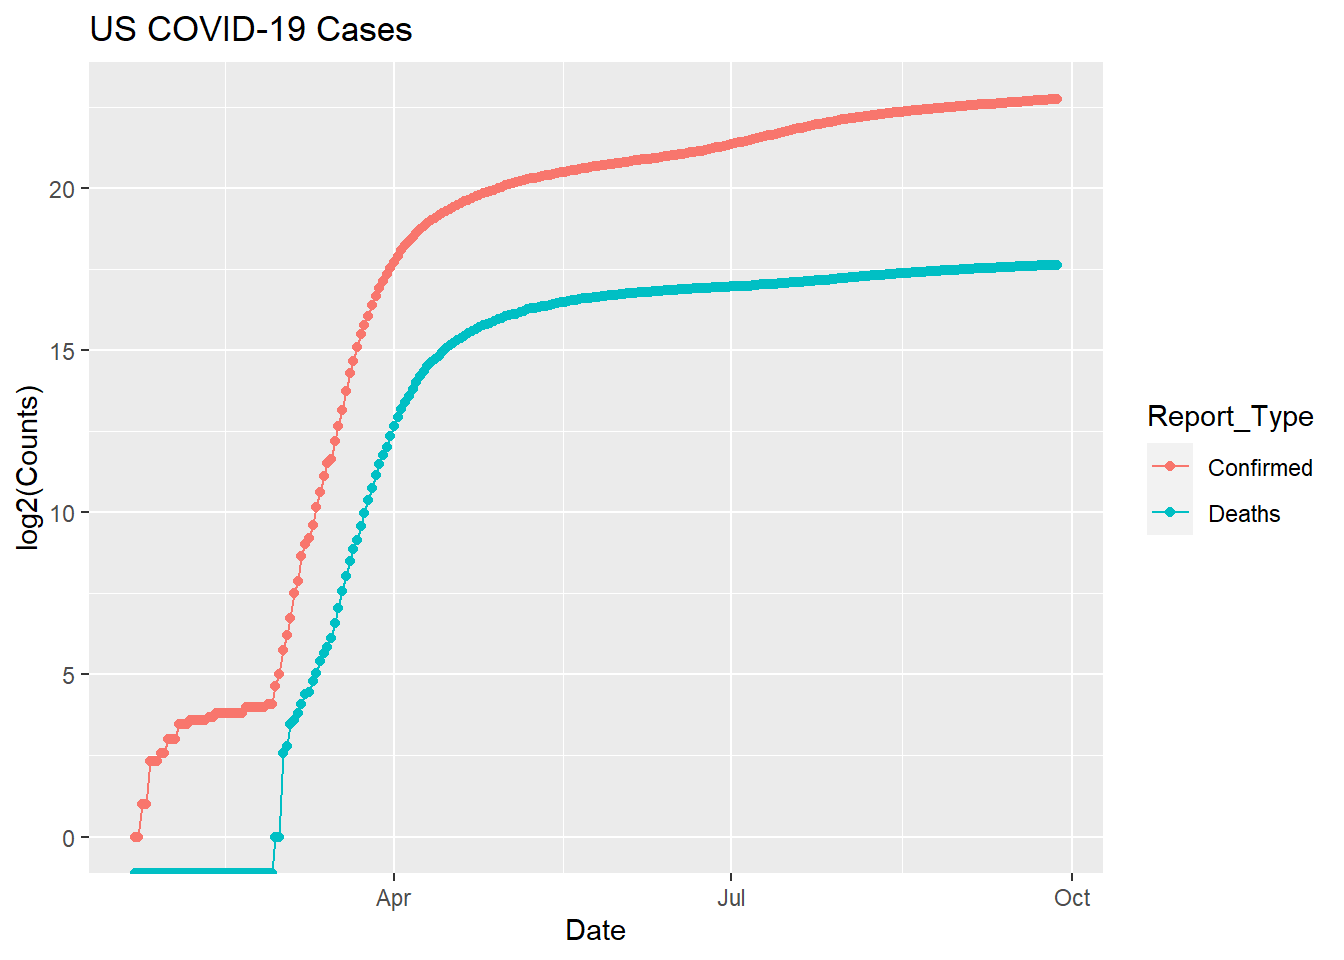 US COVID-19 Cases
20
15
10
5
0
log2(Counts)
Apr
Jul
Oct
Date
Report_Type
Confirmed
Deaths